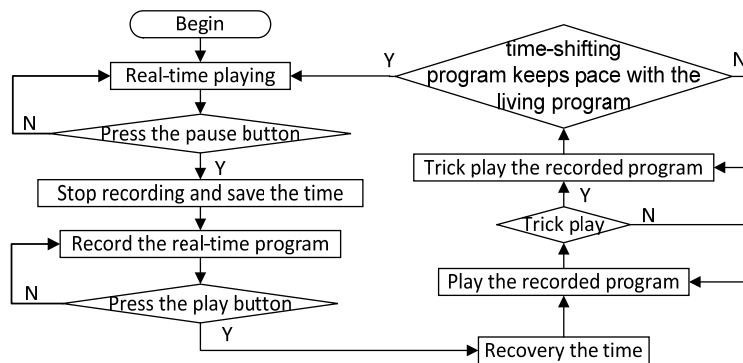 Begin
Real-time playing
N
Press the pause button
Y
Stop recording and save the time
Record the real-time program
N
Press the play button
Y
Recovery the time
Play the recorded program
Trick play
N
Y
Trick play the recorded program
time-shifting
program keeps pace with the
living program
Y
N